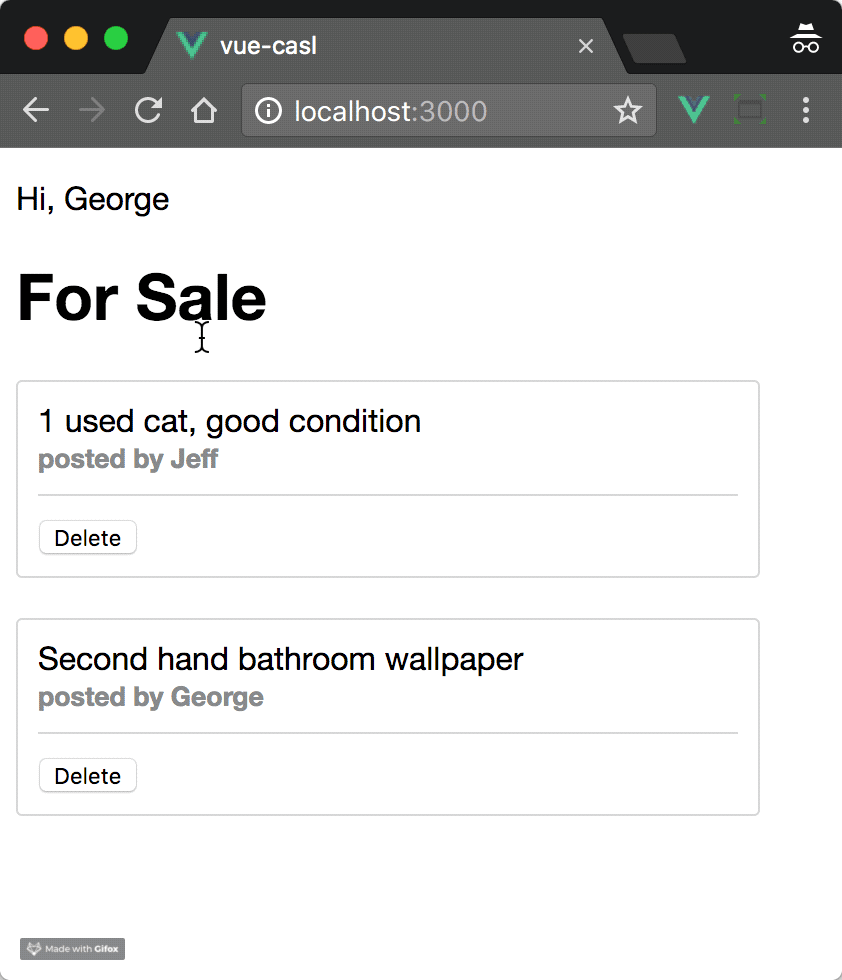 vue-casl
localhost:3000
Hi, George
For Sale
1 used cat, good condition
posted by Jeff
Delete
Second hand bathroom wallpaper
posted by George
Delete
Made with Gifox